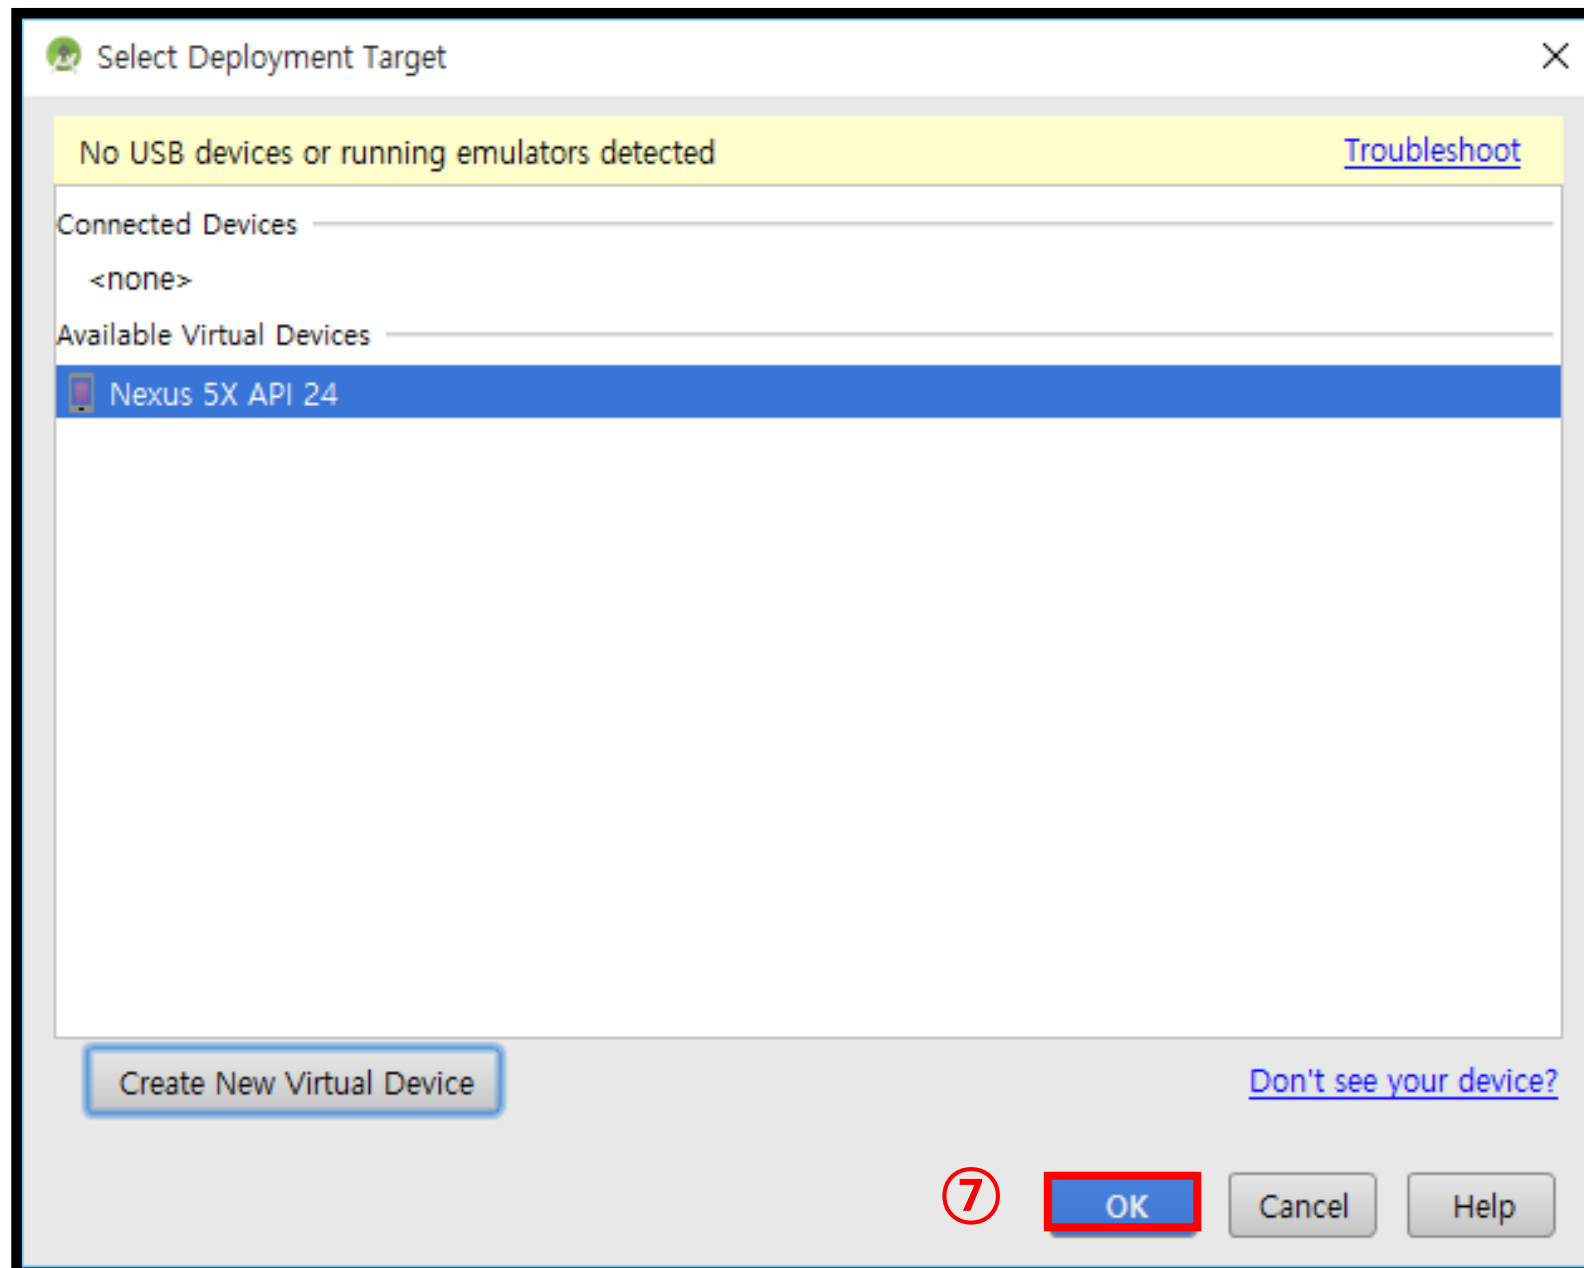 Select Deployment Target
No USB devices or running emulators detected Troubleshoot
Connected Devices
<none>
Available Virtual Devices
Nexus 5X API 24
Create New Virtual Device Don't see your device?
⑦ OK Cancel Help